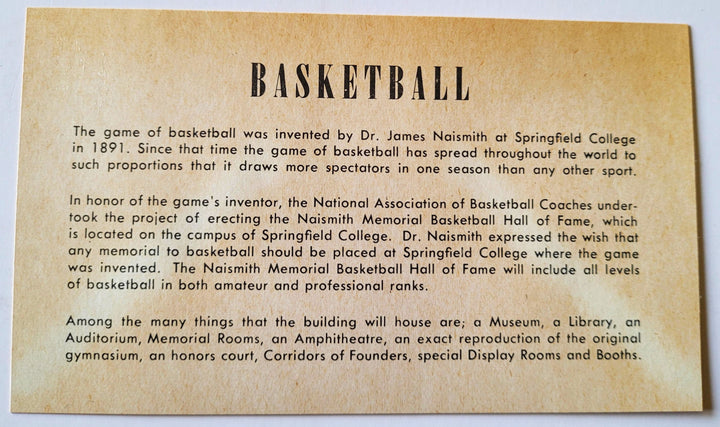 BASKETBALL
The game of basketball was invented by Dr. James Naismith at Springfield College
in 1891. Since that time the game of basketball has spread throughout the world to
such proportions that it draws more spectators in one season than any other sport.
In honor of the game's inventor, the National Association of Basketball Coaches under-
took the project of erecting the Naismith Memorial Basketball Hall of Fame, which
is located on the campus of Springfield College. Dr. Naismith expressed the wish that
any memorial to basketball should be placed at Springfield College where the game
was invented. The Naismith Memorial Basketball Hall of Fame will include all levels
of basketball in both amateur and professional ranks.
Among the many things that the building will house are; a Museum, a Library, an
Auditorium, Memorial Rooms, an Amphitheatre, an exact reproduction of the original
gymnasium, an honors court, Corridors of Founders, special Display Rooms and Booths.